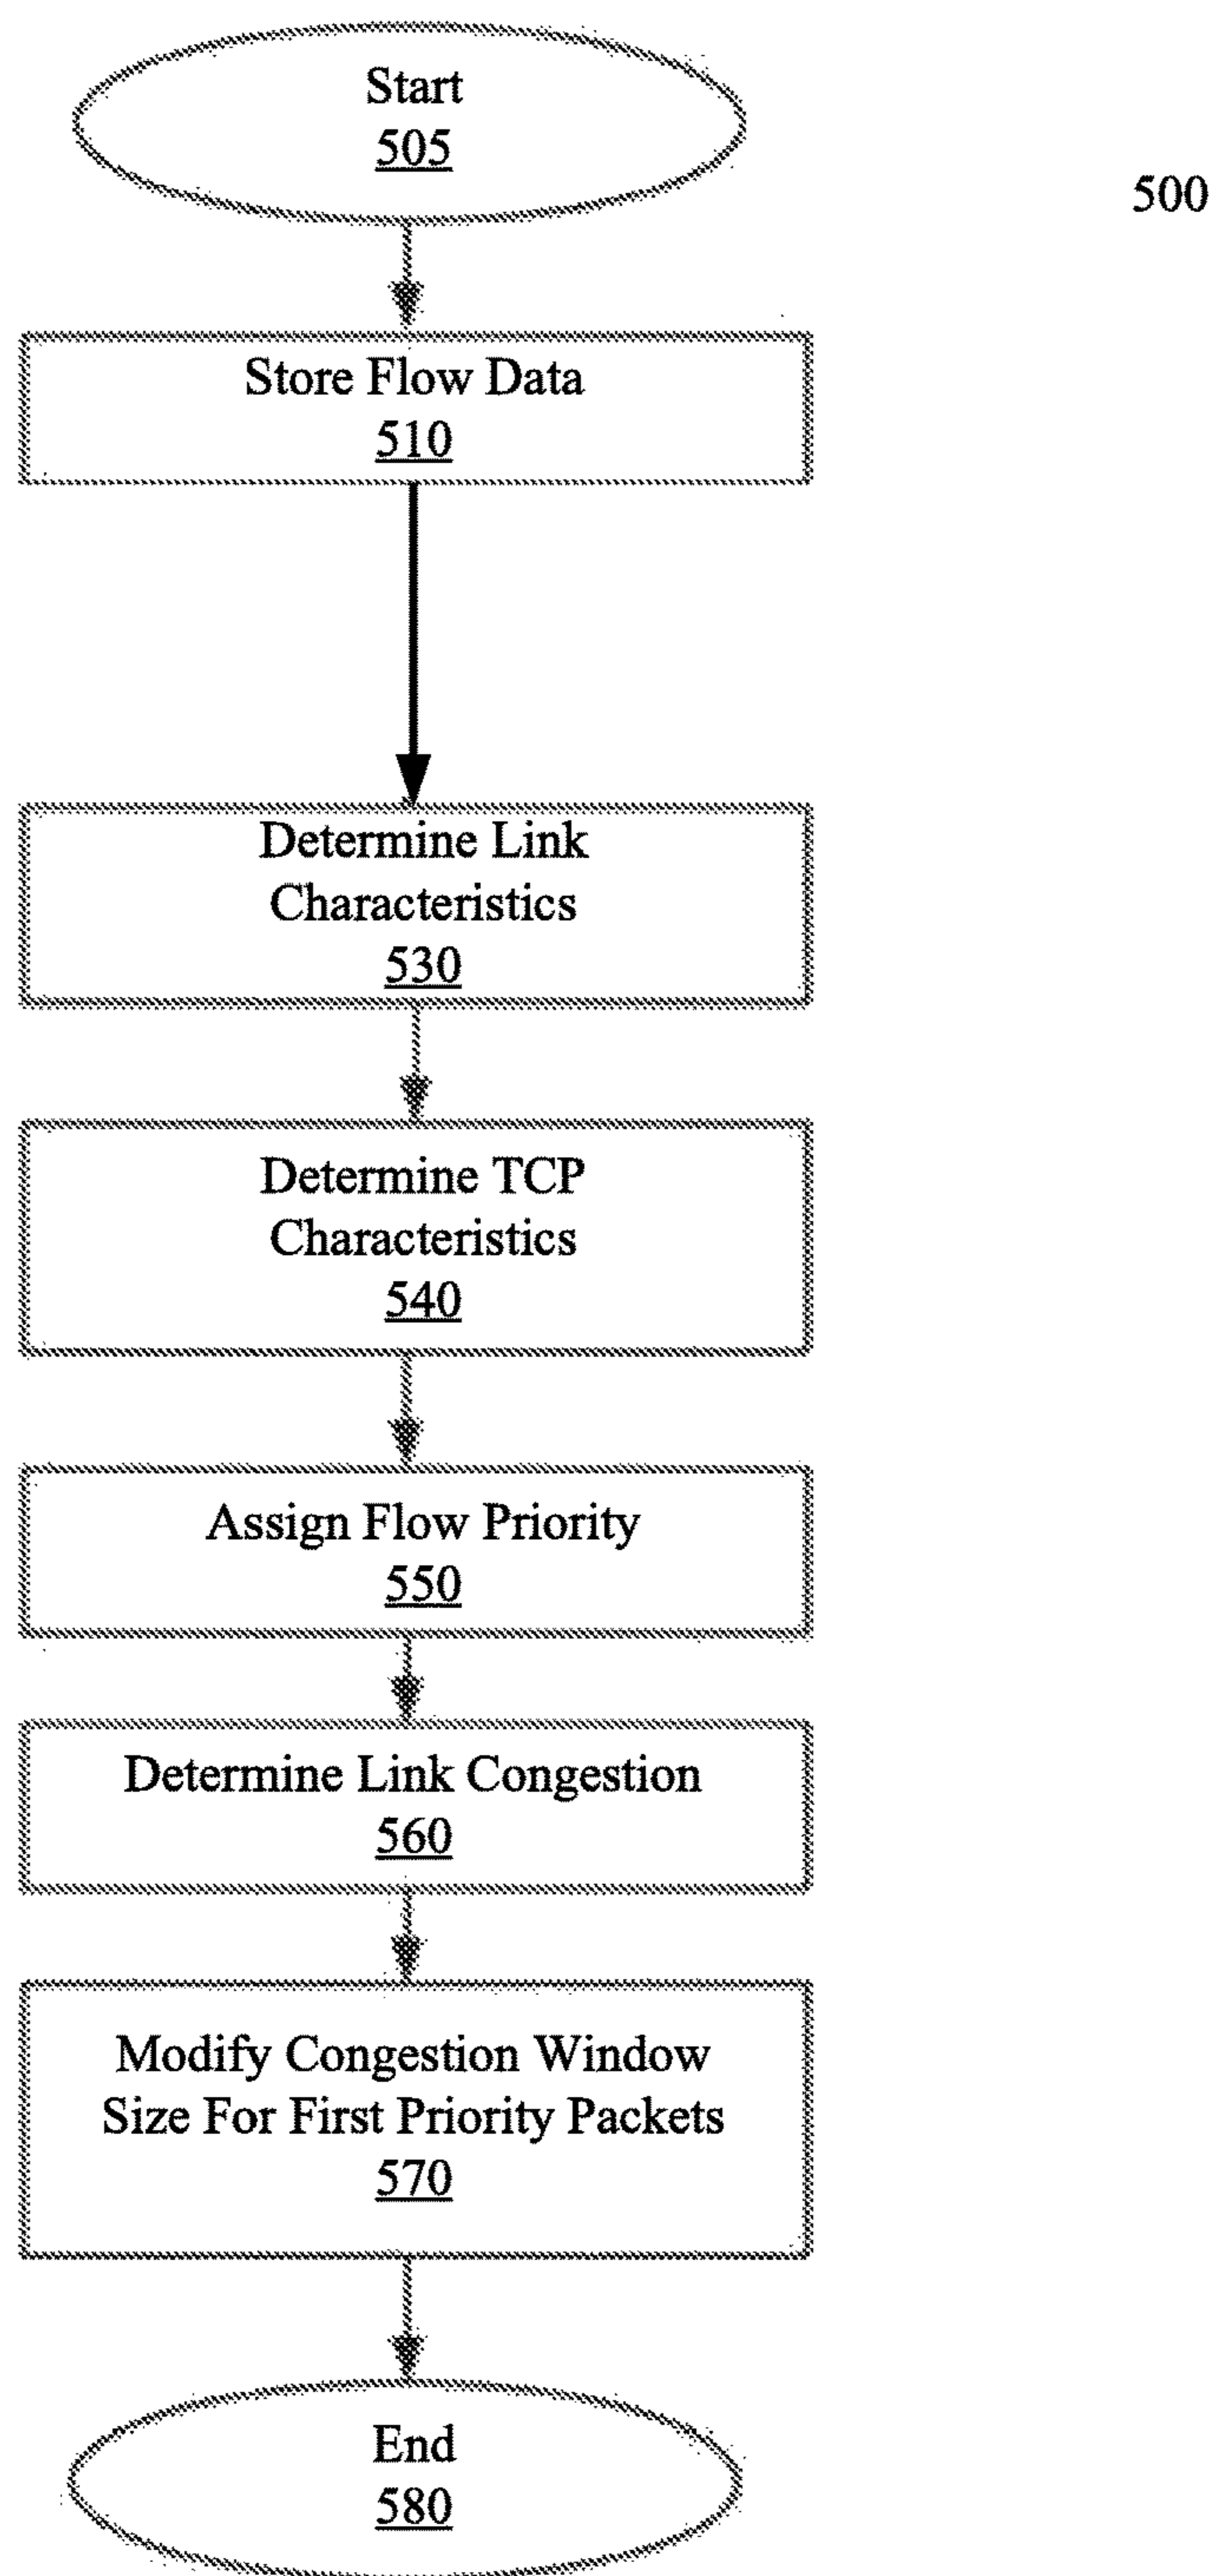 Start
505
500
Store Flow Data
510
Determine Link
Characteristics
530
Determine TCP
Characteristics
540
Assign Flow Priority
550
Determine Link Congestion
560
Modify Congestion Window
Size For First Priority Packets
570
End
580